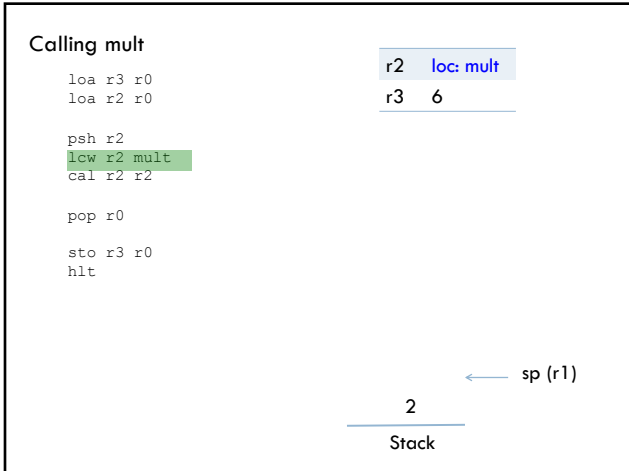 Calling mult
loa r3 r0
loa r2 r0
psh r2
lcw r2 mult
cal r2 r2
pop r0
sto r3 r0
hlt
r2 loc: mult
r3 6
sp (r1)
2
Stack